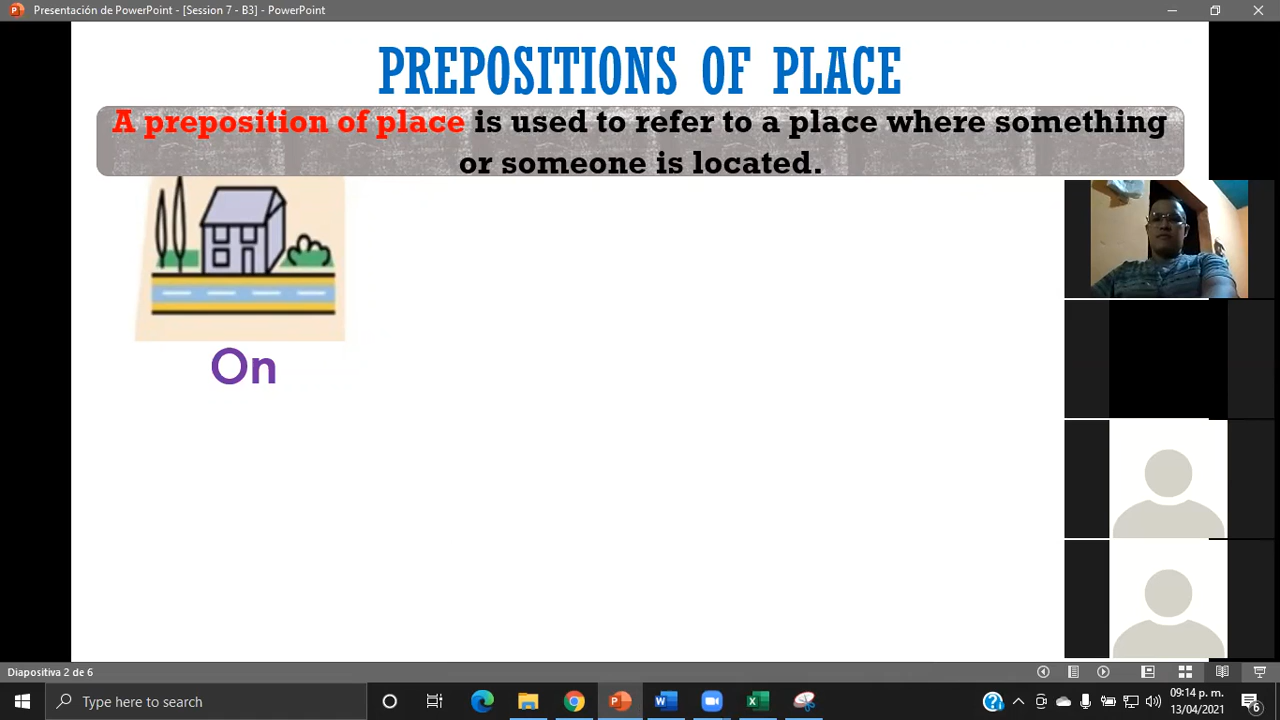 Presentación de PowerPoint - [Session 7 - B3] - PowerPoint
PREPOSITIONS OF PLACE
A preposition of place is used to refer to a place where something
or someone is located.
On
Diapositiva 2 de 6
Type here to search
09:14 p. m.
13/04/2021
6